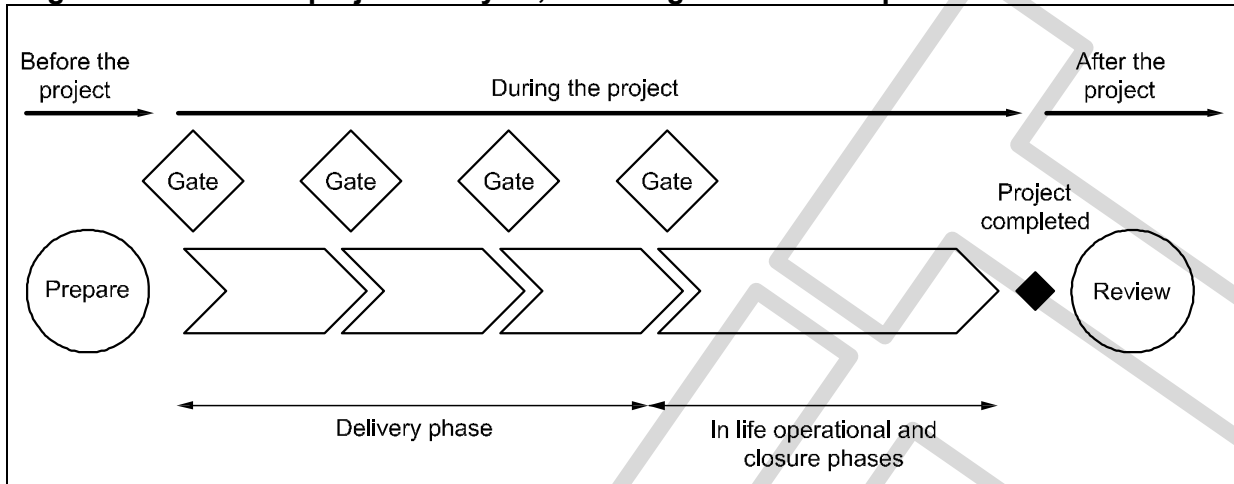 Before the
project
During the project
After the
project
Gate
Gate
Gate
Gate
Project
completed
Prepare
Review
Delivery phase
In life operational and
closure phases